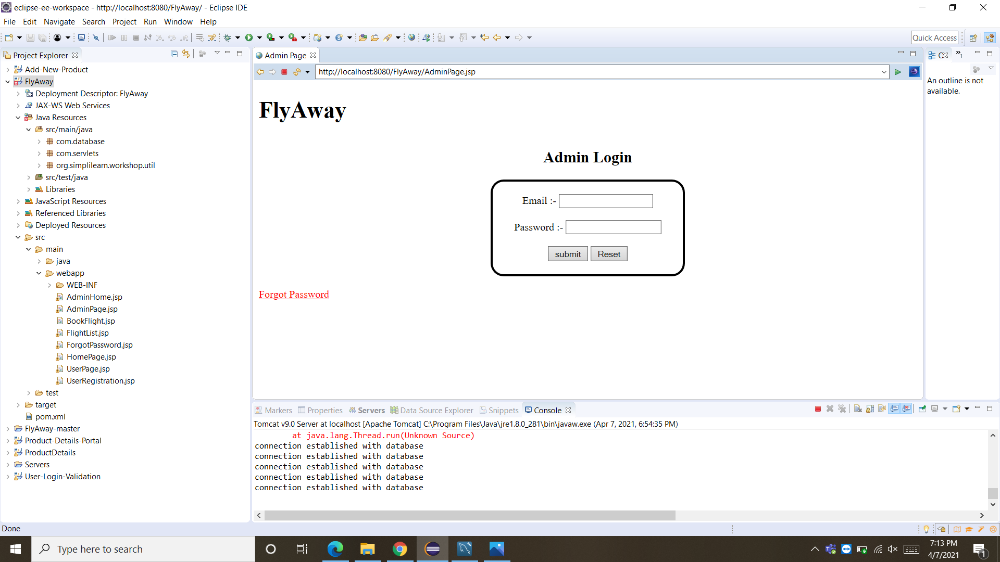 eclipse-ee-workspace - http://localhost:8080/FlyAway/ - Eclipse IDE
File Edit Navigate Search Project Run Window Help
Quick Access
Project Explorer
Add-New-Product
FlyAway
Deployment Descriptor: FlyAway
JAX-WS Web Services
Java Resources
src/main/java
com.database
com.servlets
org.simplilearn.workshop.util
src/test/java
Libraries
JavaScript Resources
Referenced Libraries
Deployed Resources
src
main
java
webapp
WEB-INF
AdminHome.jsp
AdminPage.jsp
BookFlight.jsp
FlightList.jsp
ForgotPassword.jsp
HomePage.jsp
UserPage.jsp
UserRegistration.jsp
test
target
pom.xml
FlyAway-master
Product-Details-Portal
ProductDetails
Servers
User-Login-Validation
Admin Page
http://localhost:8080/FlyAway/AdminPage.jsp
FlyAway
Admin Login
Email :-
Password :-
submit Reset
Forgot Password
An outline is not
available.
Markers Properties Servers Data Source Explorer Snippets Console
Tomcat v9.0 Server at localhost [Apache Tomcat] C:\Program Files\Java\jre1.8.0_281\bin\javaw.exe (Apr 7, 2021, 6:54:35 PM)
at java.lang.Thread.run(Unknown Source)
connection established with database
connection established with database
connection established with database
connection established with database
connection established with database
Done
Type here to search
7:13 PM
4/7/2021
1